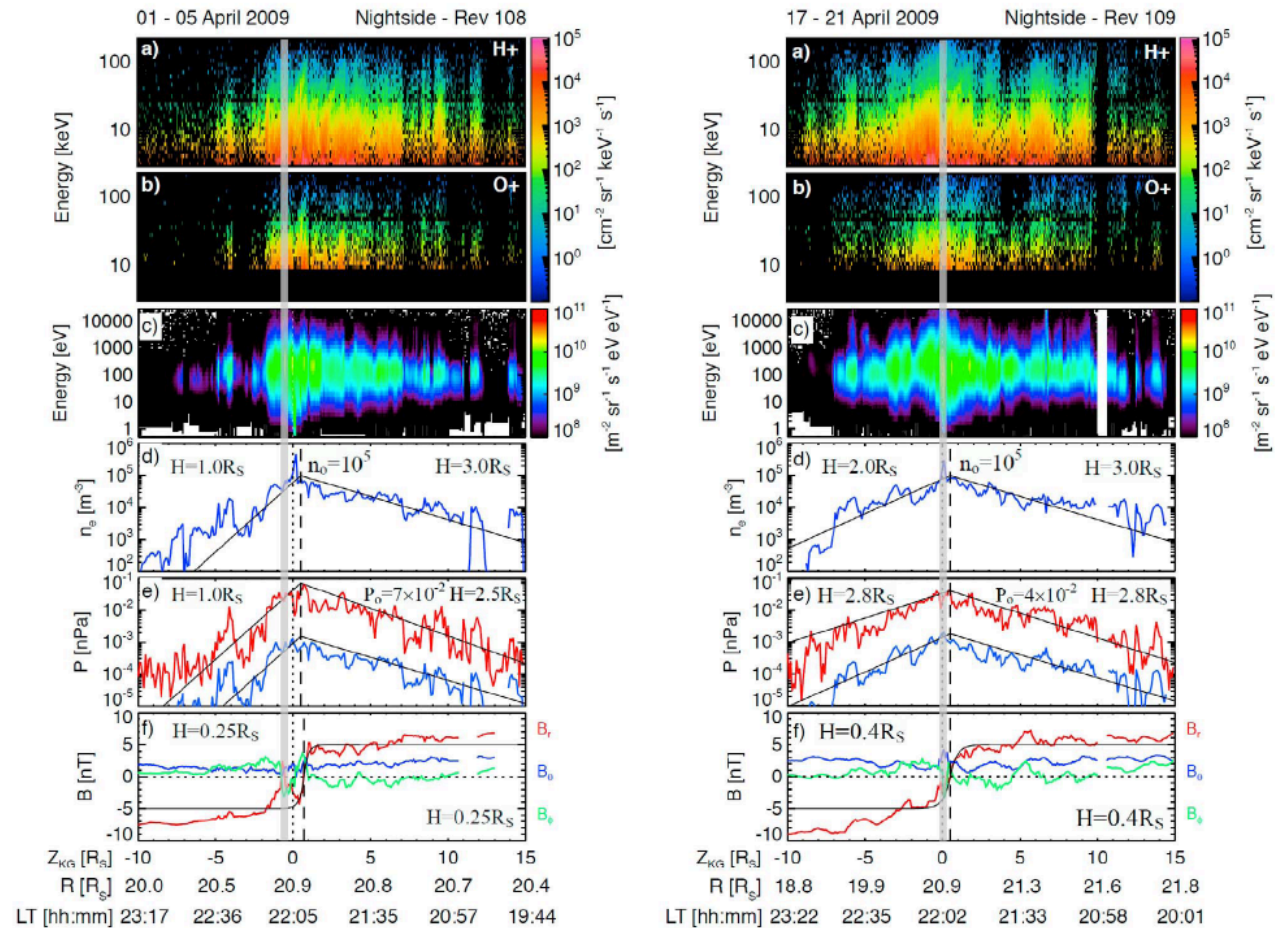 01 - 05 April 2009 Nightside - Rev 108
a) H+
100
10
Energy [keV]
b) O+
100
10
Energy [keV]
10^5
10^4
10^3
10^2
10^1
10^0
[cm^-2 sr^-1 keV^-1 s^-1]
c)
10000
1000
100
10
1
Energy [eV]
10^11
10^10
10^9
10^8
[m^-2 sr^-1 s^-1 eV^-1]
d) H=1.0R_S n_o=10^5 H=3.0R_S
10^6
10^5
10^4
10^3
10^2
n_e [m^-3]
e) H=1.0R_S P_o=7×10^-2 H=2.5R_S
10^-1
10^-2
10^-3
10^-4
10^-5
P [nPa]
f) H=0.25R_S
H=0.25R_S
10
5
0
-5
-10
B [nT]
B_r
B_θ
B_φ
Z_KG [R_S] -10 -5 0 5 10 15
R [R_S] 20.0 20.5 20.9 20.8 20.7 20.4
LT [hh:mm] 23:17 22:36 22:05 21:35 20:57 19:44
17 - 21 April 2009 Nightside - Rev 109
a) H+
100
10
Energy [keV]
b) O+
100
10
Energy [keV]
10^5
10^4
10^3
10^2
10^1
10^0
[cm^-2 sr^-1 keV^-1 s^-1]
c)
10000
1000
100
10
1
Energy [eV]
10^11
10^10
10^9
10^8
[m^-2 sr^-1 s^-1 eV^-1]
d) H=2.0R_S n_o=10^5 H=3.0R_S
10^6
10^5
10^4
10^3
10^2
n_e [m^-3]
e) H=2.8R_S P_o=4×10^-2 H=2.8R_S
10^-1
10^-2
10^-3
10^-4
10^-5
P [nPa]
f) H=0.4R_S
H=0.4R_S
10
5
0
-5
-10
B [nT]
B_r
B_θ
B_φ
Z_KG [R_S] -10 -5 0 5 10 15
R [R_S] 18.8 19.9 20.9 21.3 21.6 21.8
LT [hh:mm] 23:22 22:35 22:02 21:33 20:58 20:01